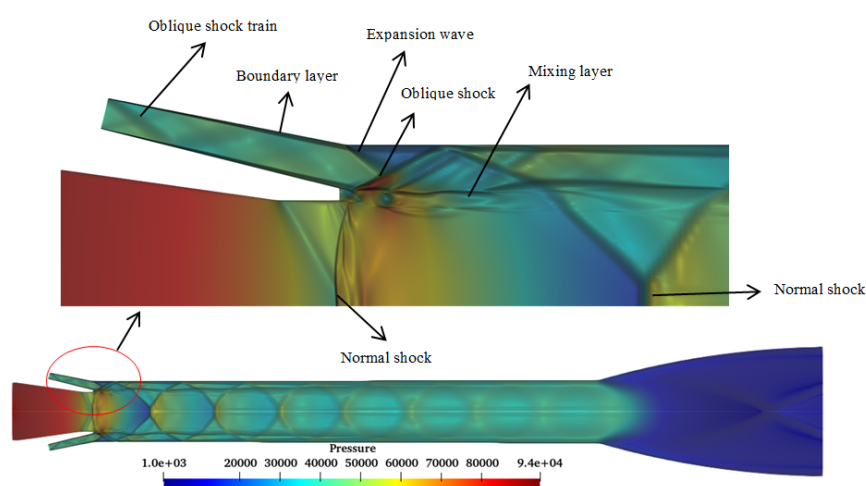 Oblique shock train
Expansion wave
Mixing layer
Boundary layer
Oblique shock
Normal shock
Normal shock
Pressure
1.0e+03 20000 30000 40000 50000 60000 70000 80000 9.4e+04